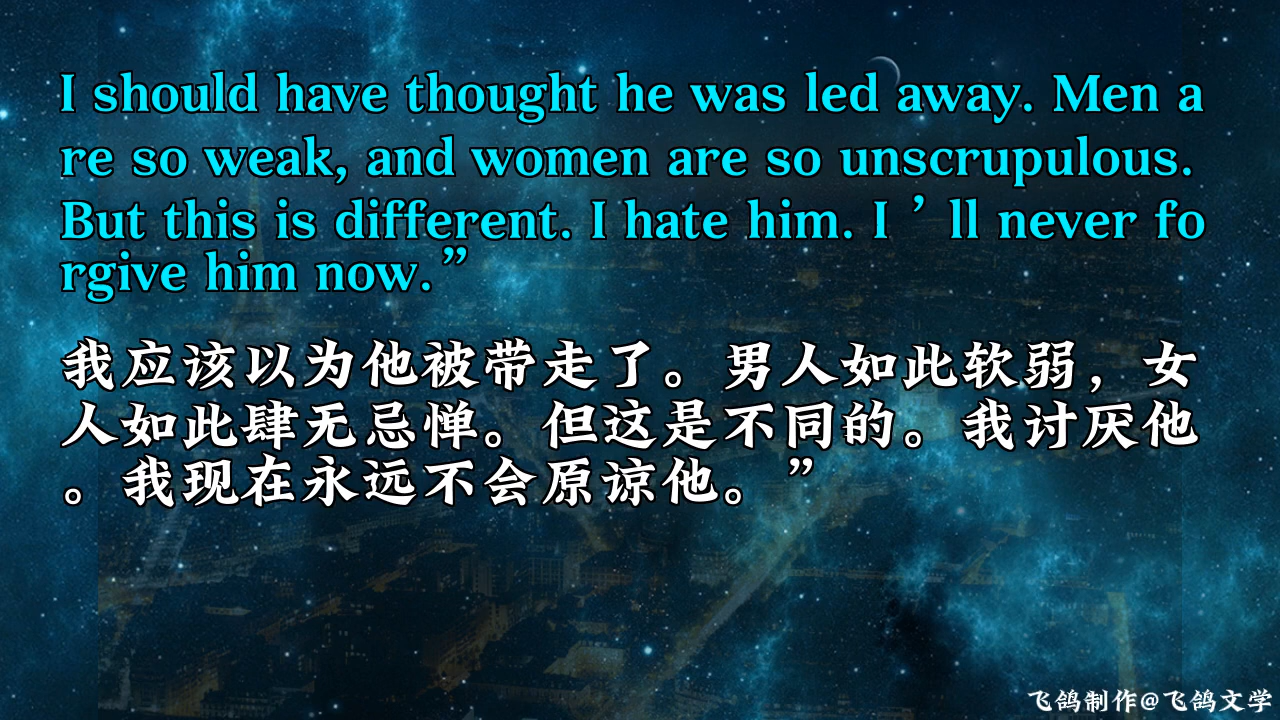 I should have thought he was led away. Men a
re so weak, and women are so unscrupulous.
But this is different. I hate him. I ’ ll never fo
rgive him now.”
我应该以为他被带走了。男人如此软弱，女
人如此肆无忌惮。但这是不同的。我讨厌他
。我现在永远不会原谅他。”
飞鸽制作@飞鸽文学